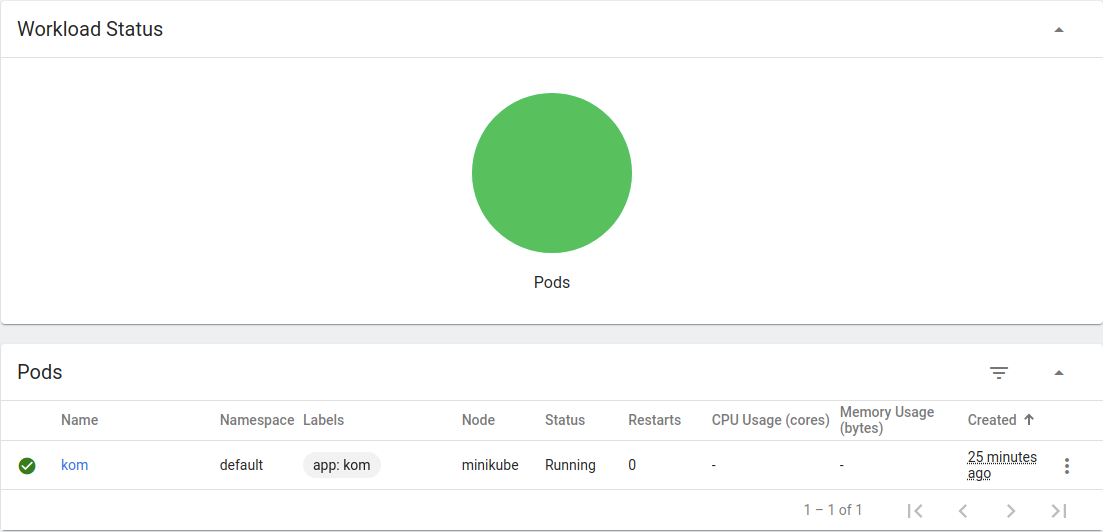 Workload Status
Pods
Pods
Name Namespace Labels Node Status Restarts CPU Usage (cores) Memory Usage (bytes) Created
kom default app: kom minikube Running 0 - - 25 minutes ago
1 – 1 of 1